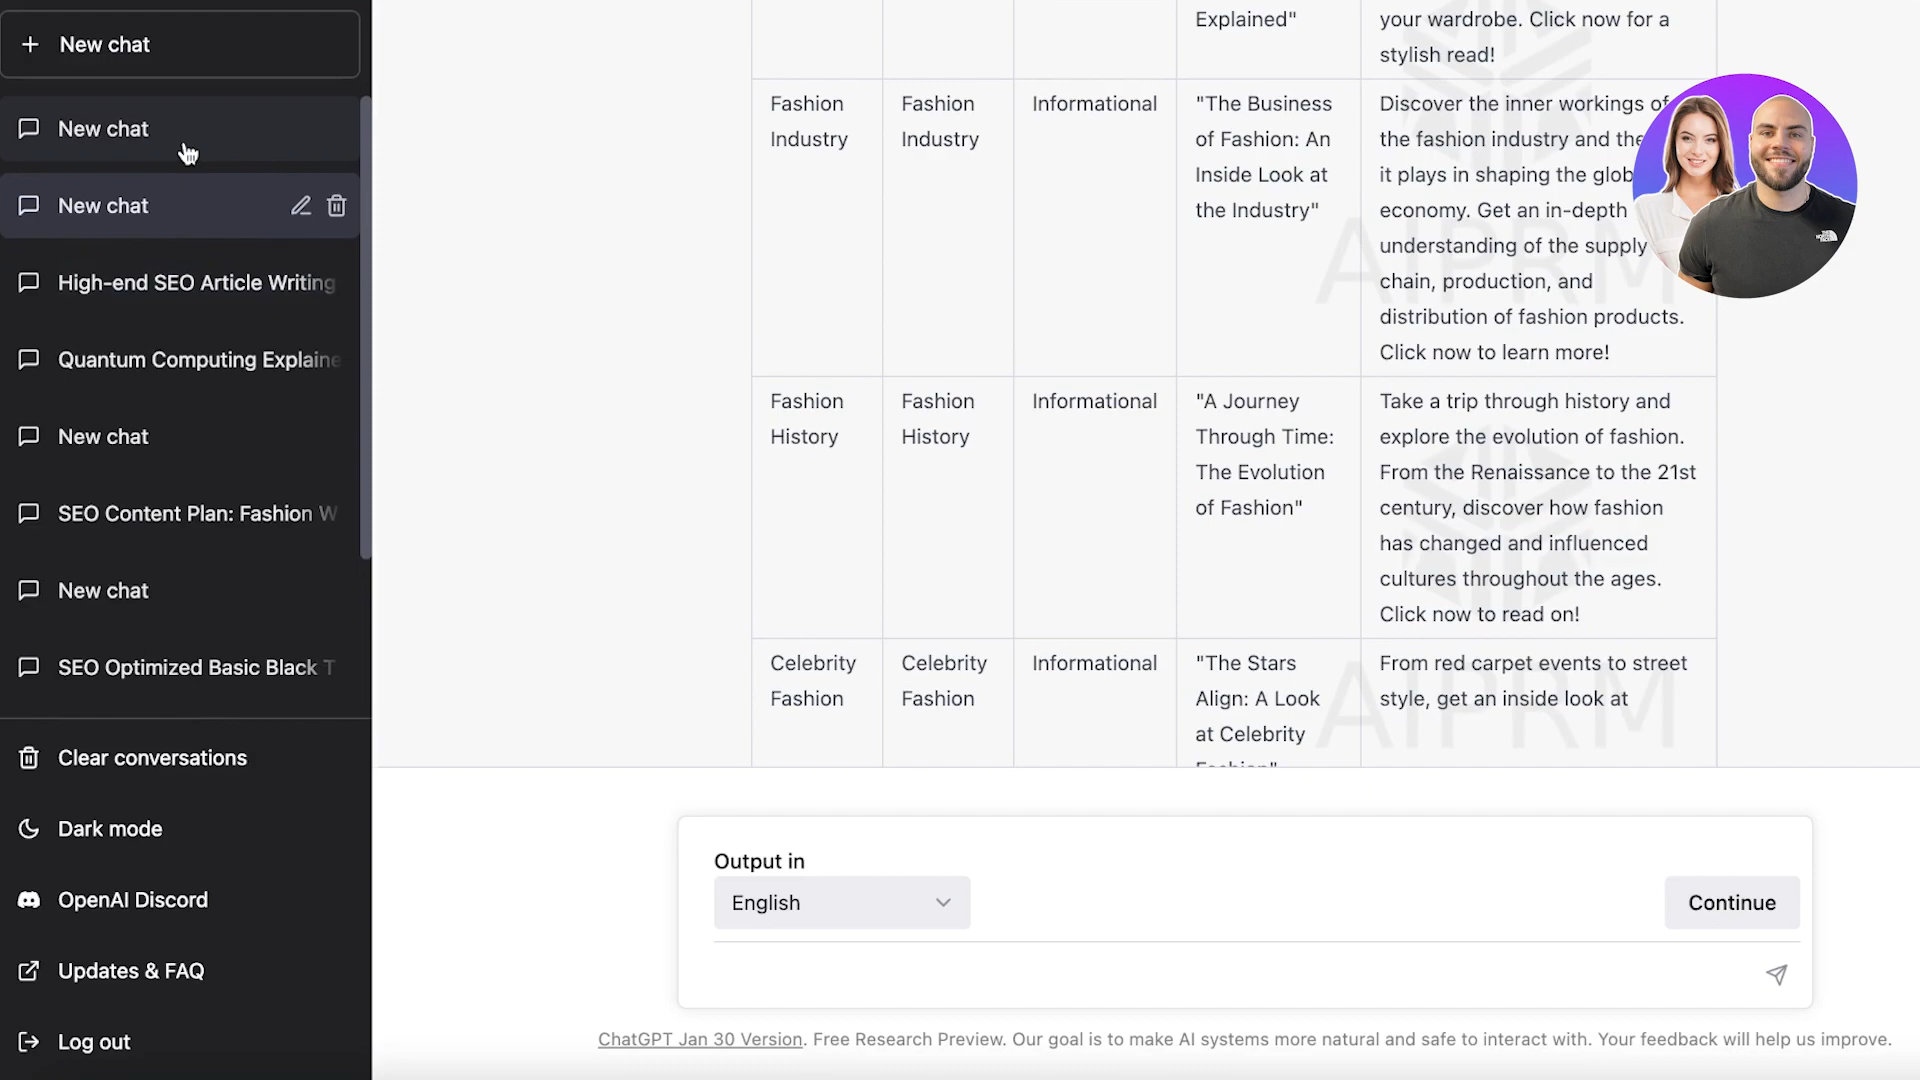 New chat
New chat
New chat
High-end SEO Article Writing
Quantum Computing Explaine
New chat
SEO Content Plan: Fashion W
New chat
SEO Optimized Basic Black T
Clear conversations
Dark mode
OpenAI Discord
Updates & FAQ
Log out
Explained"
your wardrobe. Click now for a
stylish read!
Fashion
Industry
Fashion
Industry
Informational
"The Business
of Fashion: An
Inside Look at
the Industry"
Discover the inner workings of
the fashion industry and the
it plays in shaping the glob
economy. Get an in-depth
understanding of the supply
chain, production, and
distribution of fashion products.
Click now to learn more!
Fashion
History
Fashion
History
Informational
"A Journey
Through Time:
The Evolution
of Fashion"
Take a trip through history and
explore the evolution of fashion.
From the Renaissance to the 21st
century, discover how fashion
has changed and influenced
cultures throughout the ages.
Click now to read on!
Celebrity
Fashion
Celebrity
Fashion
Informational
"The Stars
Align: A Look
at Celebrity
Fashion"
From red carpet events to street
style, get an inside look at
AIPRM
AIPRM
Output in
English
Continue
ChatGPT Jan 30 Version. Free Research Preview. Our goal is to make AI systems more natural and safe to interact with. Your feedback will help us improve.